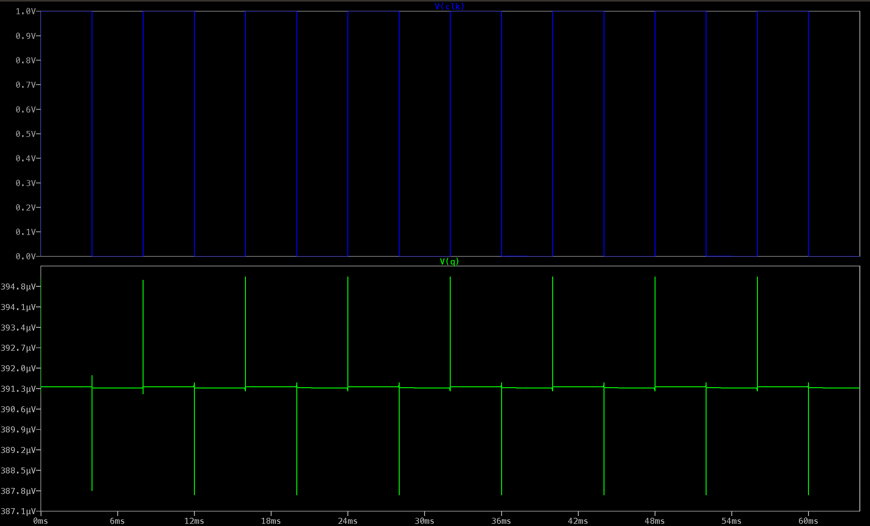 V(clk)
1.0V
0.9V
0.8V
0.7V
0.6V
0.5V
0.4V
0.3V
0.2V
0.1V
0.0V
V(q)
394.8µV
394.1µV
393.4µV
392.7µV
392.0µV
391.3µV
390.6µV
389.9µV
389.2µV
388.5µV
387.8µV
387.1µV
0ms 6ms 12ms 18ms 24ms 30ms 36ms 42ms 48ms 54ms 60ms